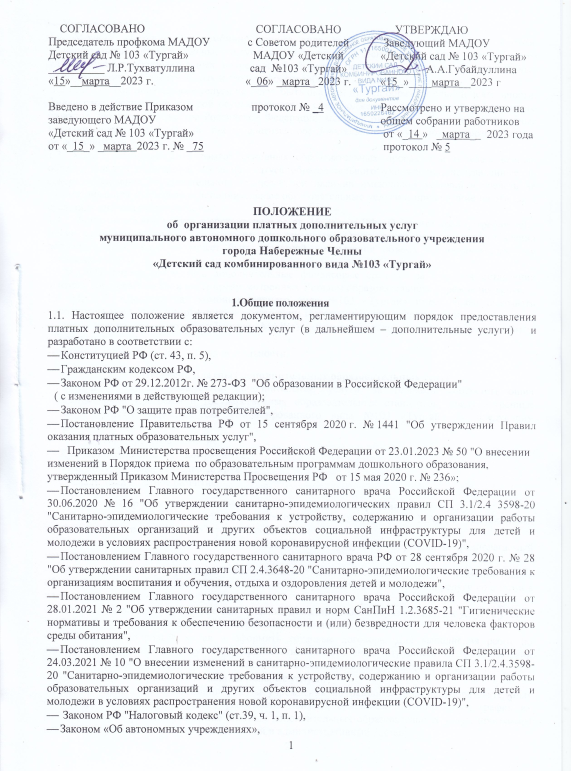 СОГЛАСОВАНО
Председатель профкома МАДОУ
Детский сад № 103 «Тургай»
Л.Р.Тухватуллина
«15» марта 2023 г.
Введено в действие Приказом
заведующего МАДОУ
«Детский сад № 103 «Тургай»
от « 15 » марта 2023 г. № 75
СОГЛАСОВАНО
с Советом родителей
МАДОУ «Детский
сад №103 «Тургай»
« 06 » марта 2023 г.
протокол № 4
УТВЕРЖДАЮ
Заведующий МАДОУ
«Детский сад № 103 «Тургай»
А.А.Губайдуллина
«15 » марта 2023 г
Рассмотрено и утверждено на
общем собрании работников
от « 14 » марта 2023 года
протокол № 5
ПОЛОЖЕНИЕ
об организации платных дополнительных услуг
муниципального автономного дошкольного образовательного учреждения
города Набережные Челны
«Детский сад комбинированного вида №103 «Тургай»
1.Общие положения
1.1. Настоящее положение является документом, регламентирующим порядок предоставления
платных дополнительных образовательных услуг (в дальнейшем – дополнительные услуги) и
разработано в соответствии с:
—Конституцией РФ (ст. 43, п. 5),
—Гражданским кодексом РФ,
—Законом РФ от 29.12.2012г. № 273-ФЗ "Об образовании в Российской Федерации"
( с изменениями в действующей редакции);
—Законом РФ "О защите прав потребителей",
—Постановление Правительства РФ от 15 сентября 2020 г. № 1441 "Об утверждении Правил
оказания платных образовательных услуг",
— Приказом Министерства просвещения Российской Федерации от 23.01.2023 № 50 "О внесении
изменений в Порядок приема по образовательным программам дошкольного образования,
утвержденный Приказом Министерства Просвещения РФ от 15 мая 2020 г. № 236»;
—Постановлением Главного государственного санитарного врача Российской Федерации от
30.06.2020 № 16 "Об утверждении санитарно-эпидемиологических правил СП 3.1/2.4 3598-20
"Санитарно-эпидемиологические требования к устройству, содержанию и организации работы
образовательных организаций и других объектов социальной инфраструктуры для детей и
молодежи в условиях распространения новой коронавирусной инфекции (COVID-19)",
—Постановлением Главного государственного санитарного врача РФ от 28 сентября 2020 г. № 28
"Об утверждении санитарных правил СП 2.4.3648-20 "Санитарно-эпидемиологические требования к
организациям воспитания и обучения, отдыха и оздоровления детей и молодежи",
—Постановлением Главного государственного санитарного врача Российской Федерации от
28.01.2021 № 2 "Об утверждении санитарных правил и норм СанПиН 1.2.3685-21 "Гигиенические
нормативы и требования к обеспечению безопасности и (или) безвредности для человека факторов
среды обитания",
—Постановлением Главного государственного санитарного врача Российской Федерации от
24.03.2021 № 10 "О внесении изменений в санитарно-эпидемиологические правила СП 3.1/2.4.3598-
20 "Санитарно-эпидемиологические требования к устройству, содержанию и организации работы
образовательных организаций и других объектов социальной инфраструктуры для детей и
молодежи в условиях распространения новой коронавирусной инфекции (COVID-19)",
— Законом РФ "Налоговый кодекс" (ст.39, ч. 1, п. 1),
—Законом «Об автономных учреждениях»,
1